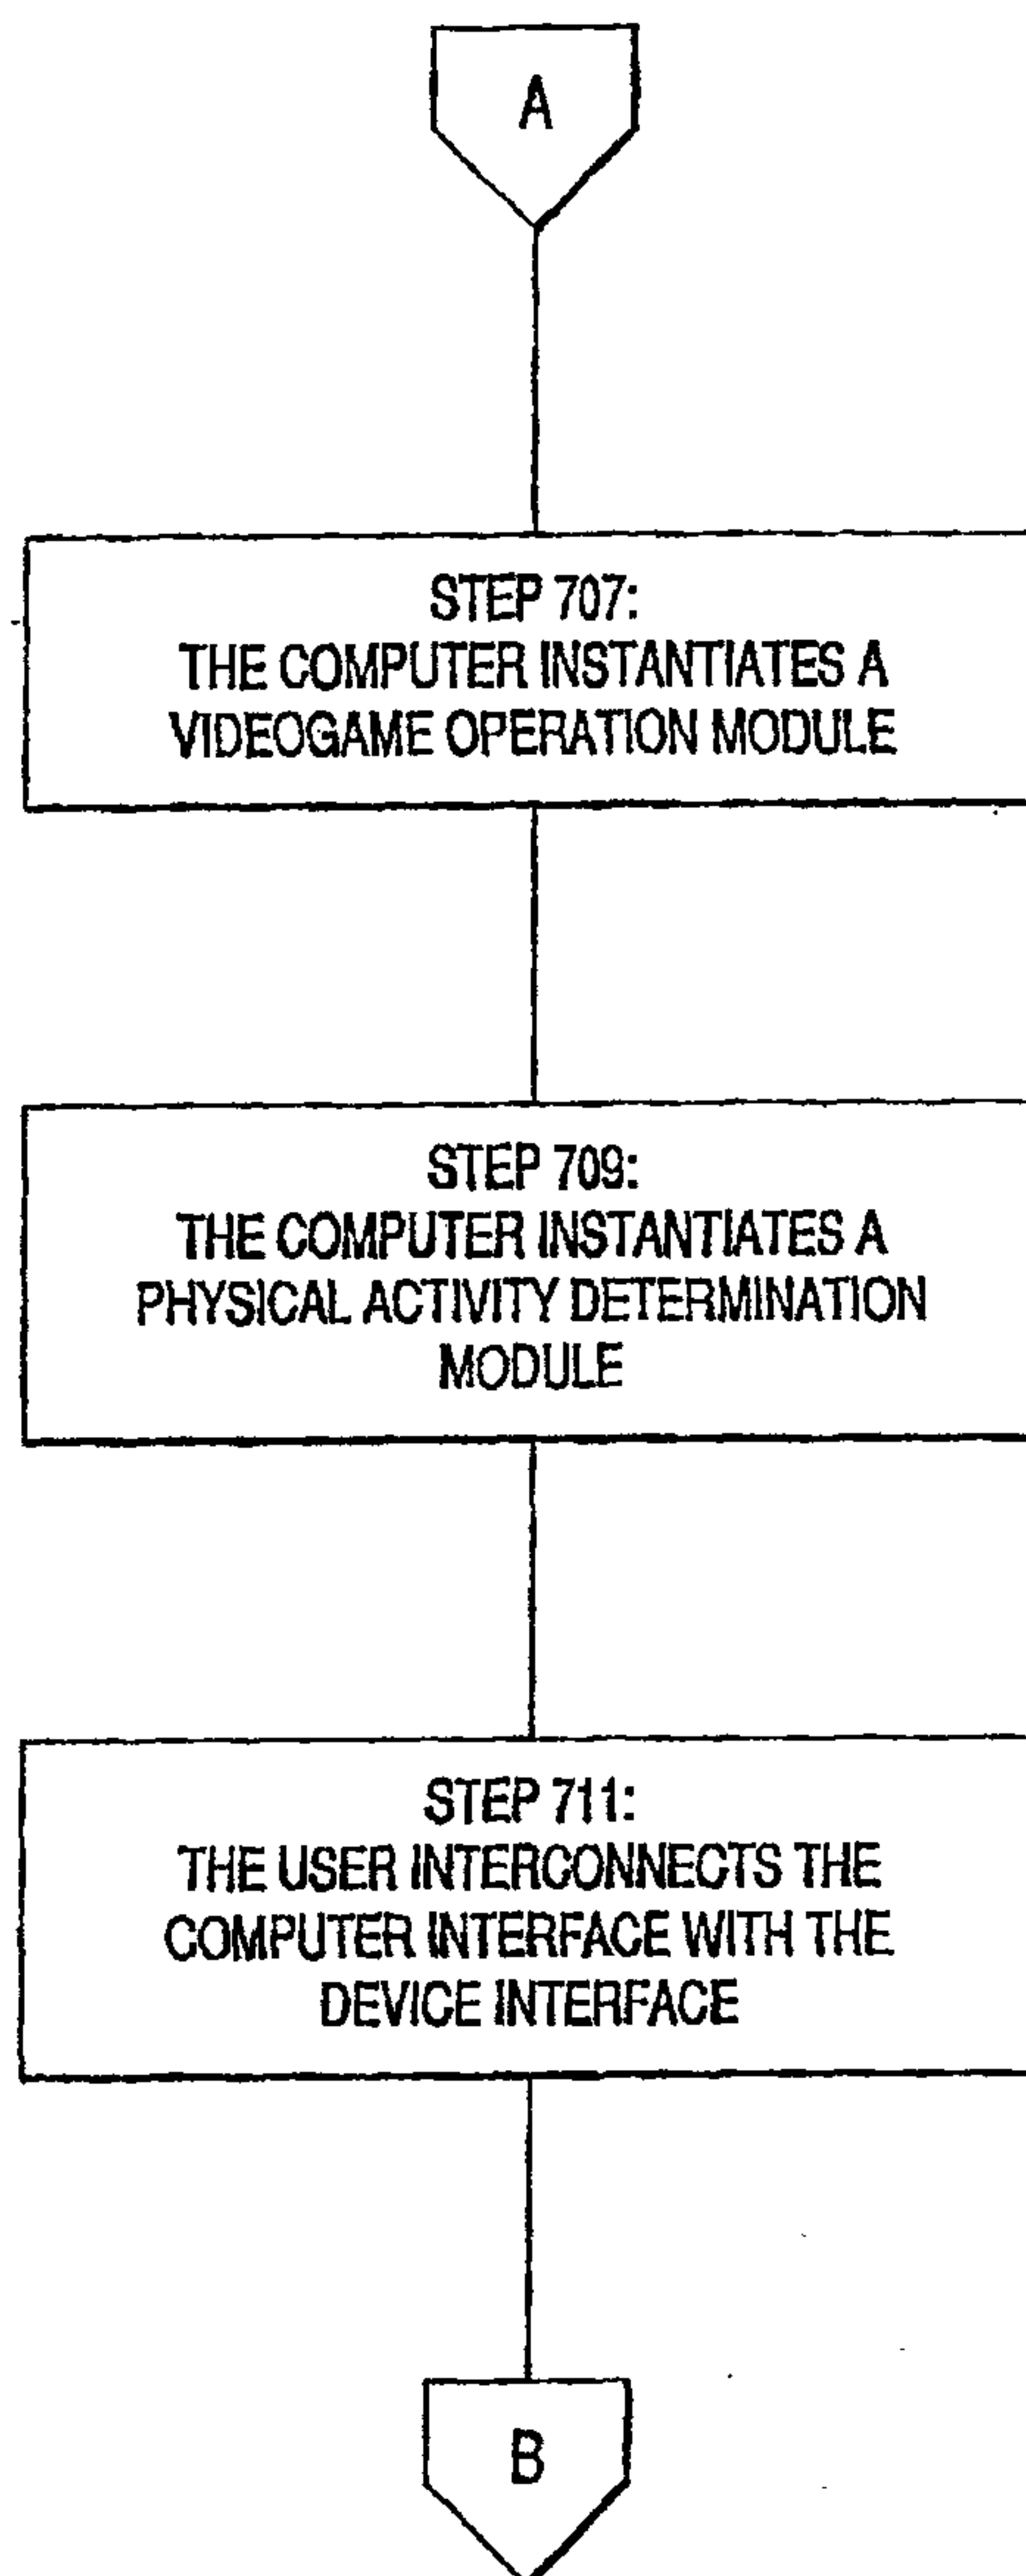 A
STEP 707:
THE COMPUTER INSTANTIATES A
VIDEOGAME OPERATION MODULE
STEP 709:
THE COMPUTER INSTANTIATES A
PHYSICAL ACTIVITY DETERMINATION
MODULE
STEP 711:
THE USER INTERCONNECTS THE
COMPUTER INTERFACE WITH THE
DEVICE INTERFACE
B